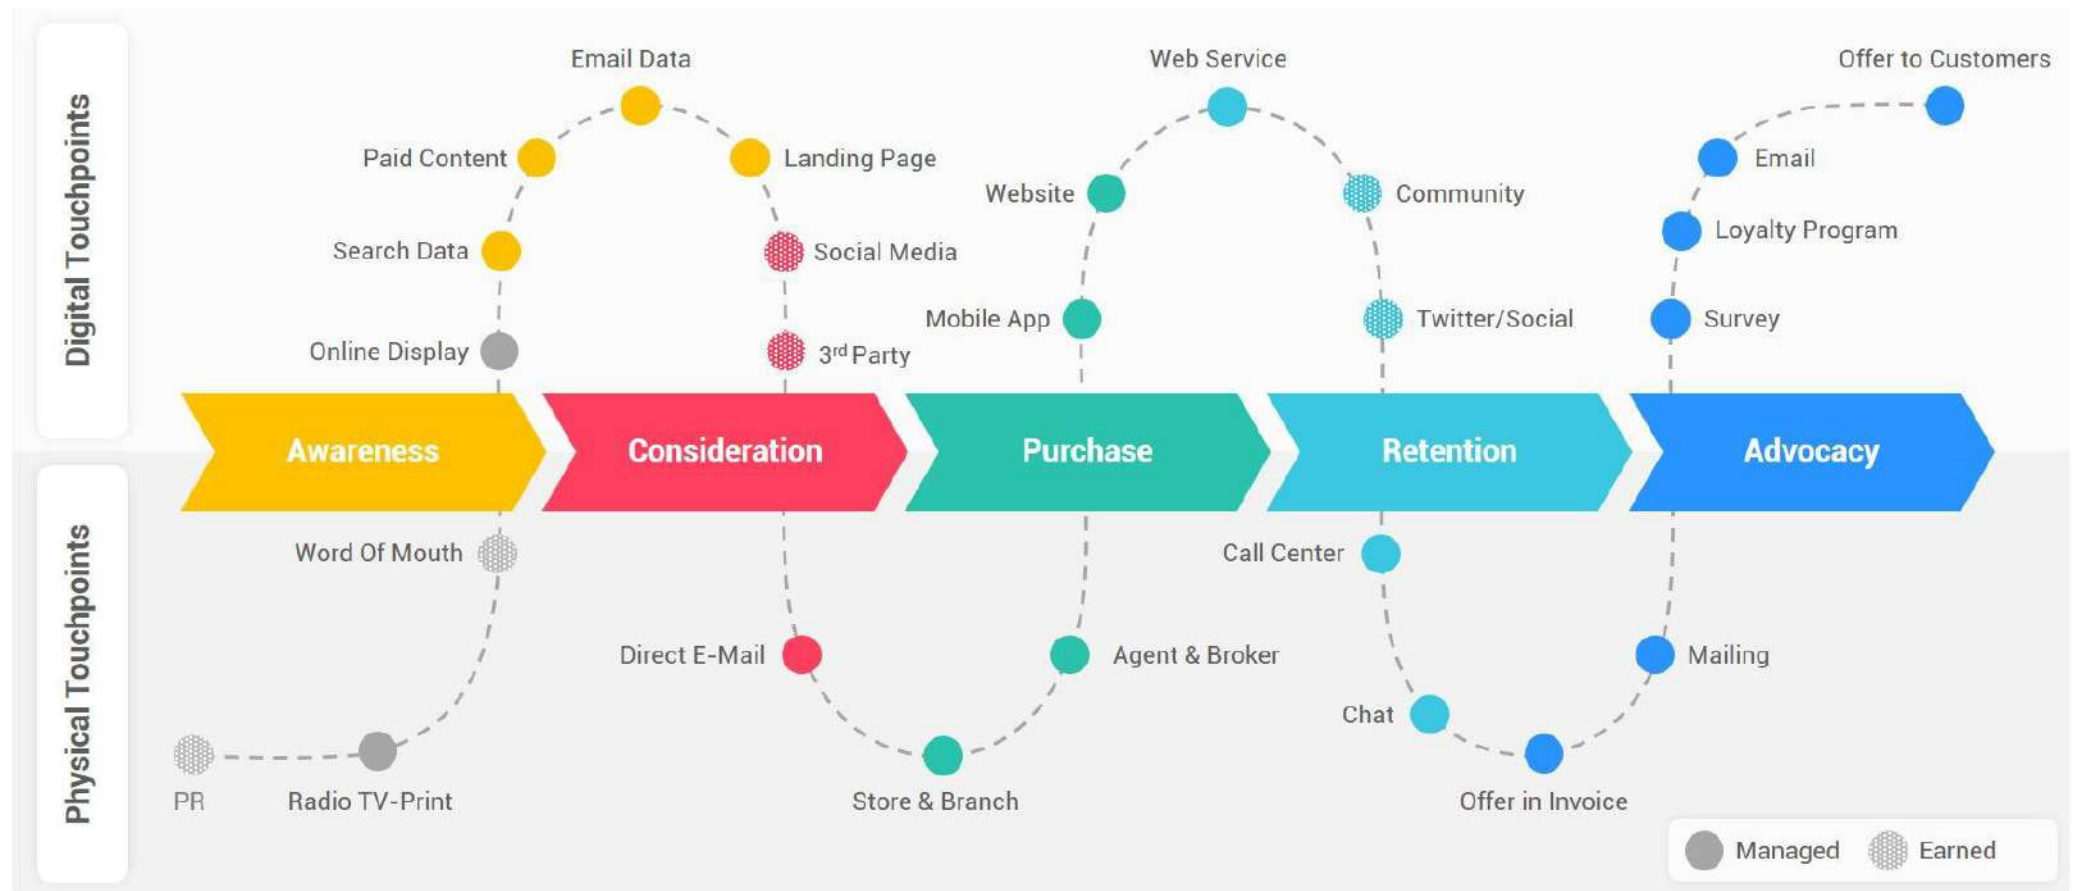 Digital Touchpoints
Email Data
Web Service
Offer to Customers
Paid Content
Landing Page
Email
Website
Community
Loyalty Program
Search Data
Social Media
Mobile App
Twitter/Social
Survey
Online Display
3rd Party
Awareness
Consideration
Purchase
Retention
Advocacy
Physical Touchpoints
Word Of Mouth
Call Center
Direct E-Mail
Agent & Broker
Mailing
Chat
PR
Radio TV-Print
Store & Branch
Offer in Invoice
Managed
Earned